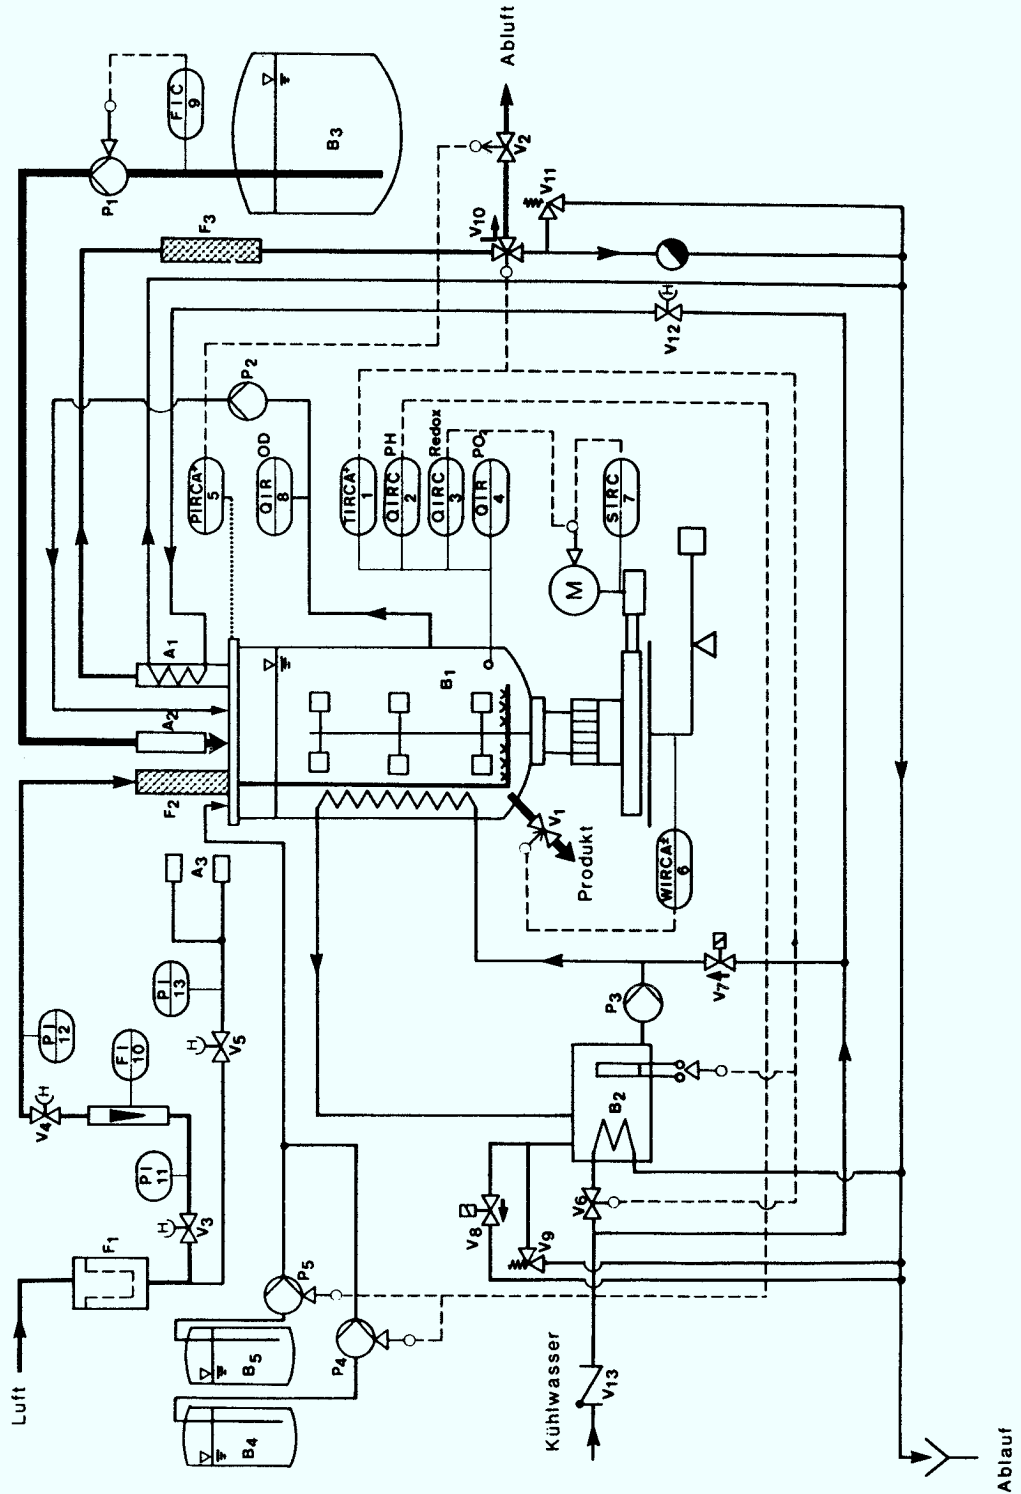 Luft
V4
H
PI
12
P1
F1
V3
H
PI
11
FI
10
PI
13
A3
F2
A2
A1
F3
FIC
9
B4
B5
V5
H
PIRCA+
5
P5
P4
QIR
8
OD
P2
B3
TIRCA+
1
QIRC
2
PH
QIRC
3
Redox
QIR
4
PO2
B1
V8
V9
V1
Produkt
V10
V2
Abluft
V11
Kühlwasser
V13
V6
B2
P3
M
SIRC
7
WIRCA±
6
V7
V12
H
Ablauf